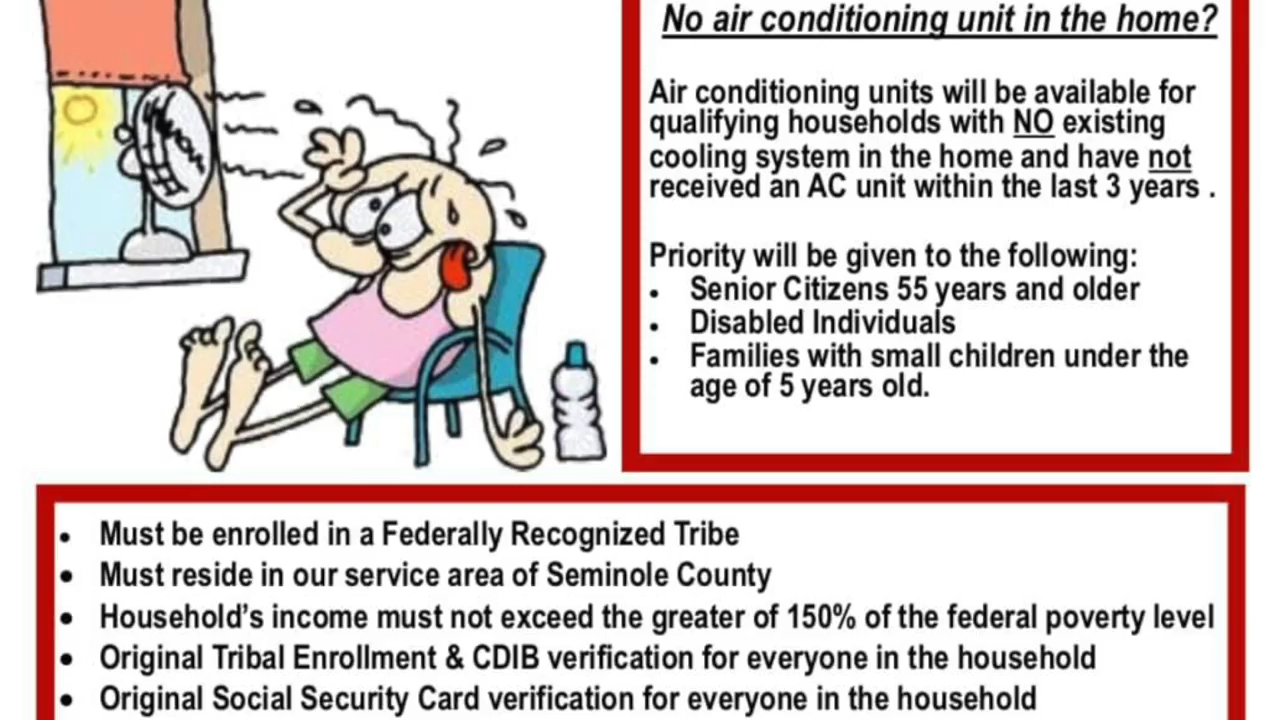 No air conditioning unit in the home?
Air conditioning units will be available for
qualifying households with NO existing
cooling system in the home and have not
received an AC unit within the last 3 years .
Priority will be given to the following:
• Senior Citizens 55 years and older
• Disabled Individuals
• Families with small children under the
age of 5 years old.
• Must be enrolled in a Federally Recognized Tribe
• Must reside in our service area of Seminole County
• Household’s income must not exceed the greater of 150% of the federal poverty level
• Original Tribal Enrollment & CDIB verification for everyone in the household
• Original Social Security Card verification for everyone in the household